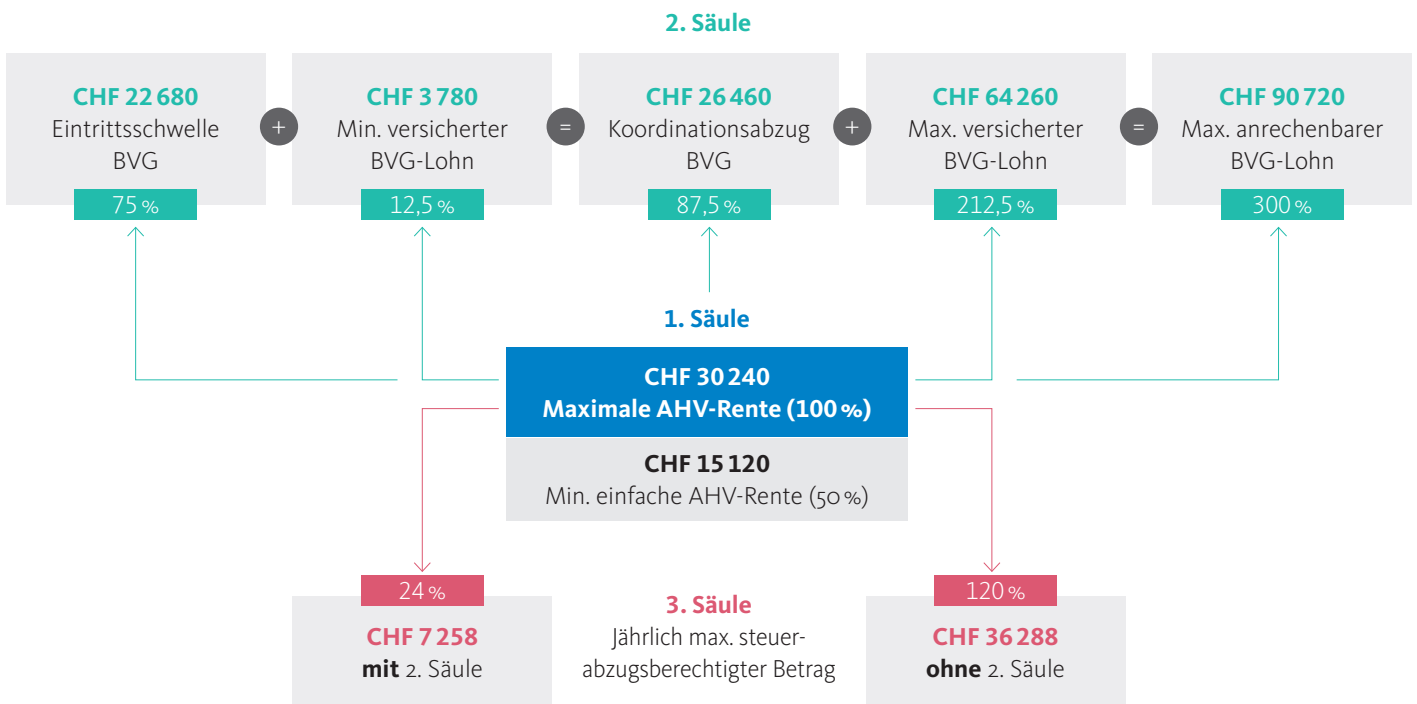 2. Säule
CHF 22 680
Eintrittsschwelle
BVG
75 %
+
CHF 3 780
Min. versicherter
BVG-Lohn
12,5 %
=
CHF 26 460
Koordinationsabzug
BVG
87,5 %
+
CHF 64 260
Max. versicherter
BVG-Lohn
212,5 %
=
CHF 90 720
Max. anrechenbarer
BVG-Lohn
300 %
1. Säule
CHF 30 240
Maximale AHV-Rente (100 %)
CHF 15 120
Min. einfache AHV-Rente (50 %)
24 %
CHF 7 258
mit 2. Säule
3. Säule
Jährlich max. steuer-
abzugsberechtigter Betrag
120 %
CHF 36 288
ohne 2. Säule